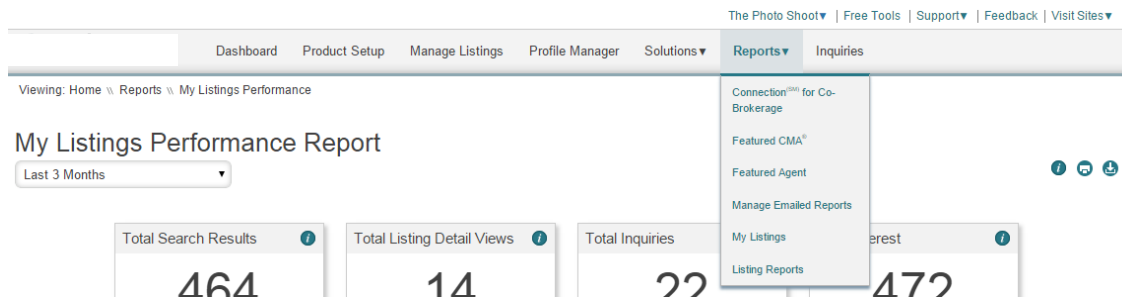 The Photo Shoot▾ | Free Tools | Support▾ | Feedback | Visit Sites▾
Dashboard Product Setup Manage Listings Profile Manager Solutions▾ Reports▾ Inquiries
Viewing: Home \\ Reports \\ My Listings Performance
Connection(SM) for Co-
Brokerage
Featured CMA®
Featured Agent
Manage Emailed Reports
My Listings
Listing Reports
My Listings Performance Report
Last 3 Months
Total Search Results
464
Total Listing Detail Views
14
Total Inquiries
22
erest
472